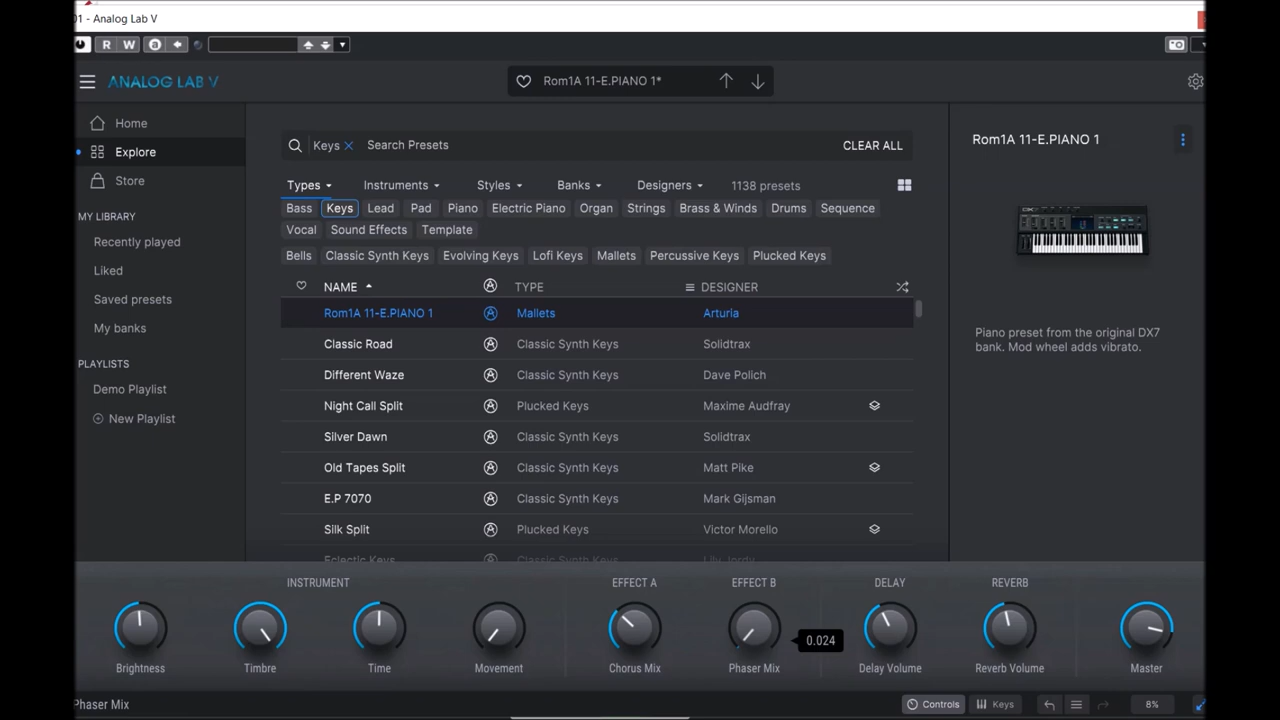 01 - Analog Lab V
R W
ANALOG LAB V
Rom1A 11-E.PIANO 1*
Home
Explore
Store
MY LIBRARY
Recently played
Liked
Saved presets
My banks
PLAYLISTS
Demo Playlist
New Playlist
Keys Search Presets CLEAR ALL
Types Instruments Styles Banks Designers 1138 presets
Bass Keys Lead Pad Piano Electric Piano Organ Strings Brass & Winds Drums Sequence
Vocal Sound Effects Template
Bells Classic Synth Keys Evolving Keys Lofi Keys Mallets Percussive Keys Plucked Keys
NAME TYPE DESIGNER
Rom1A 11-E.PIANO 1 Mallets Arturia
Classic Road Classic Synth Keys Solidtrax
Different Waze Classic Synth Keys Dave Polich
Night Call Split Plucked Keys Maxime Audfray
Silver Dawn Classic Synth Keys Solidtrax
Old Tapes Split Classic Synth Keys Matt Pike
E.P 7070 Classic Synth Keys Mark Gijsman
Silk Split Plucked Keys Victor Morello
Eclectic Keys Classic Synth Keys Lily Jordy
Rom1A 11-E.PIANO 1
Piano preset from the original DX7
bank. Mod wheel adds vibrato.
INSTRUMENT EFFECT A EFFECT B DELAY REVERB
0.024
Brightness Timbre Time Movement Chorus Mix Phaser Mix Delay Volume Reverb Volume Master
Phaser Mix Controls Keys 8%